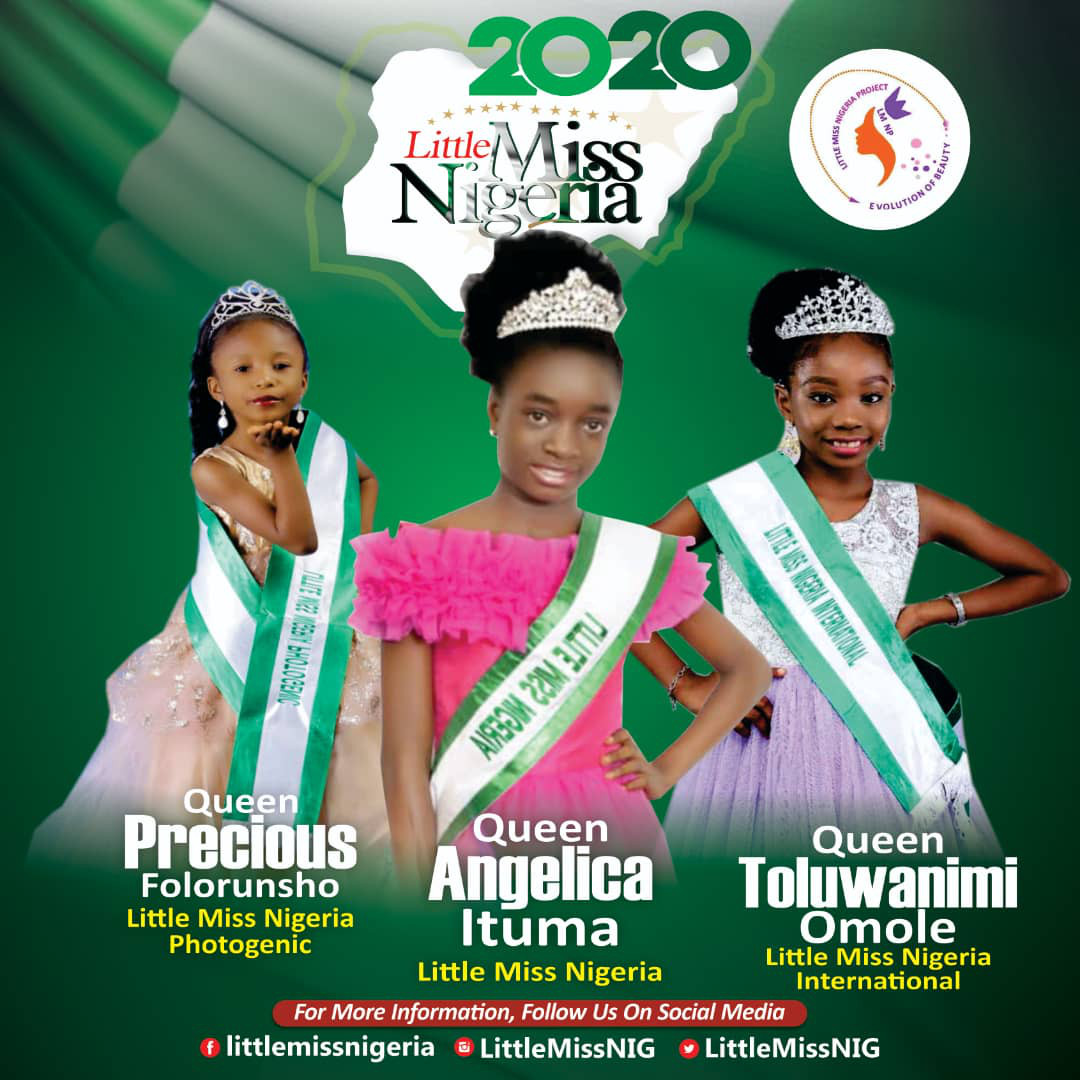 2020
Little Miss
Nigeria
LITTLE MISS NIGERIA PROJECT
LM NP
EVOLUTION OF BEAUTY
LITTLE MISS NIGERIA PHOTOGENIC
LITTLE MISS NIGERIA
LITTLE MISS NIGERIA INTERNATIONAL
Queen
Precious
Folorunsho
Little Miss Nigeria
Photogenic
Queen
Angelica
Ituma
Little Miss Nigeria
Queen
Toluwanimi
Omole
Little Miss Nigeria
International
For More Information, Follow Us On Social Media
littlemissnigeria LittleMissNIG LittleMissNIG